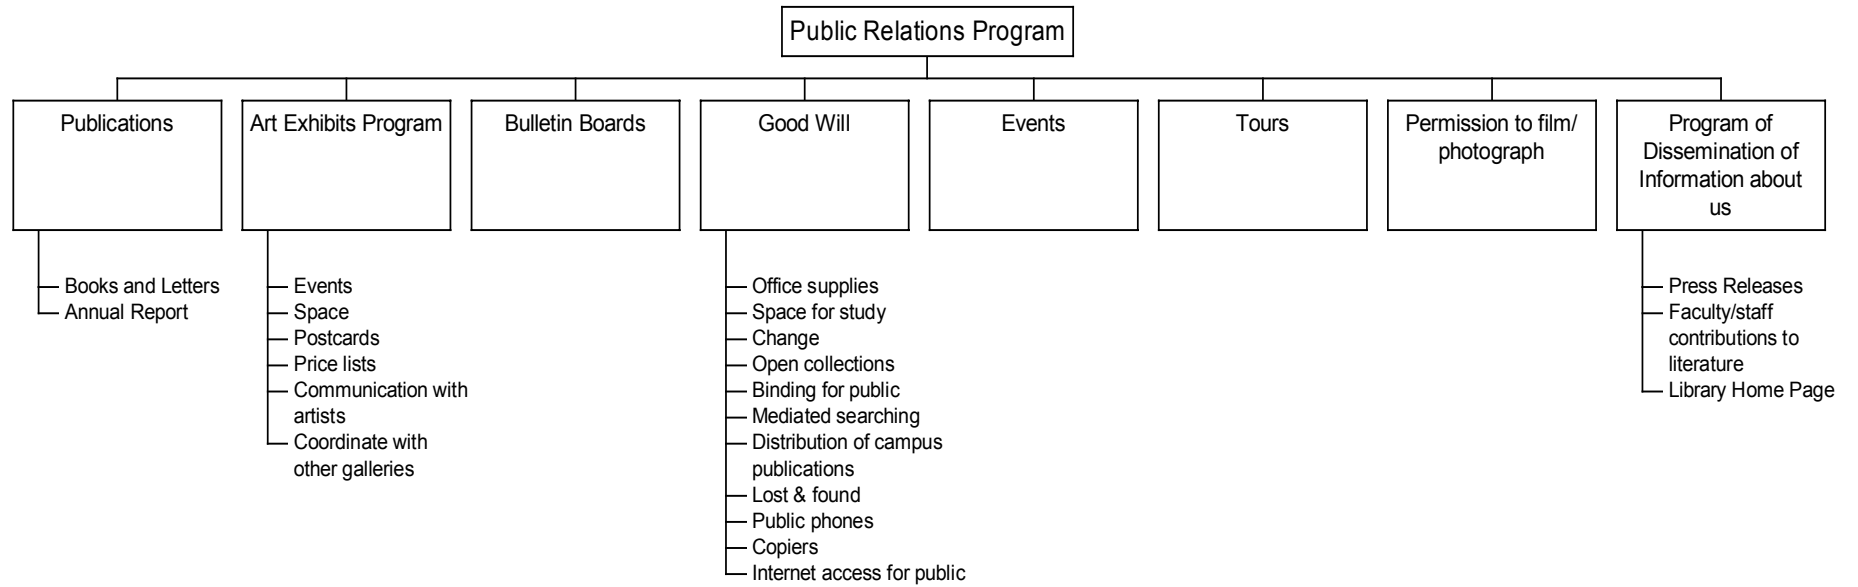 Public Relations Program
Publications
Art Exhibits Program
Bulletin Boards
Good Will
Events
Tours
Permission to film/
photograph
Program of
Dissemination of
Information about
us
Books and Letters
Annual Report
Events
Space
Postcards
Price lists
Communication with
artists
Coordinate with
other galleries
Office supplies
Space for study
Change
Open collections
Binding for public
Mediated searching
Distribution of campus
publications
Lost & found
Public phones
Copiers
Internet access for public
Press Releases
Faculty/staff
contributions to
literature
Library Home Page